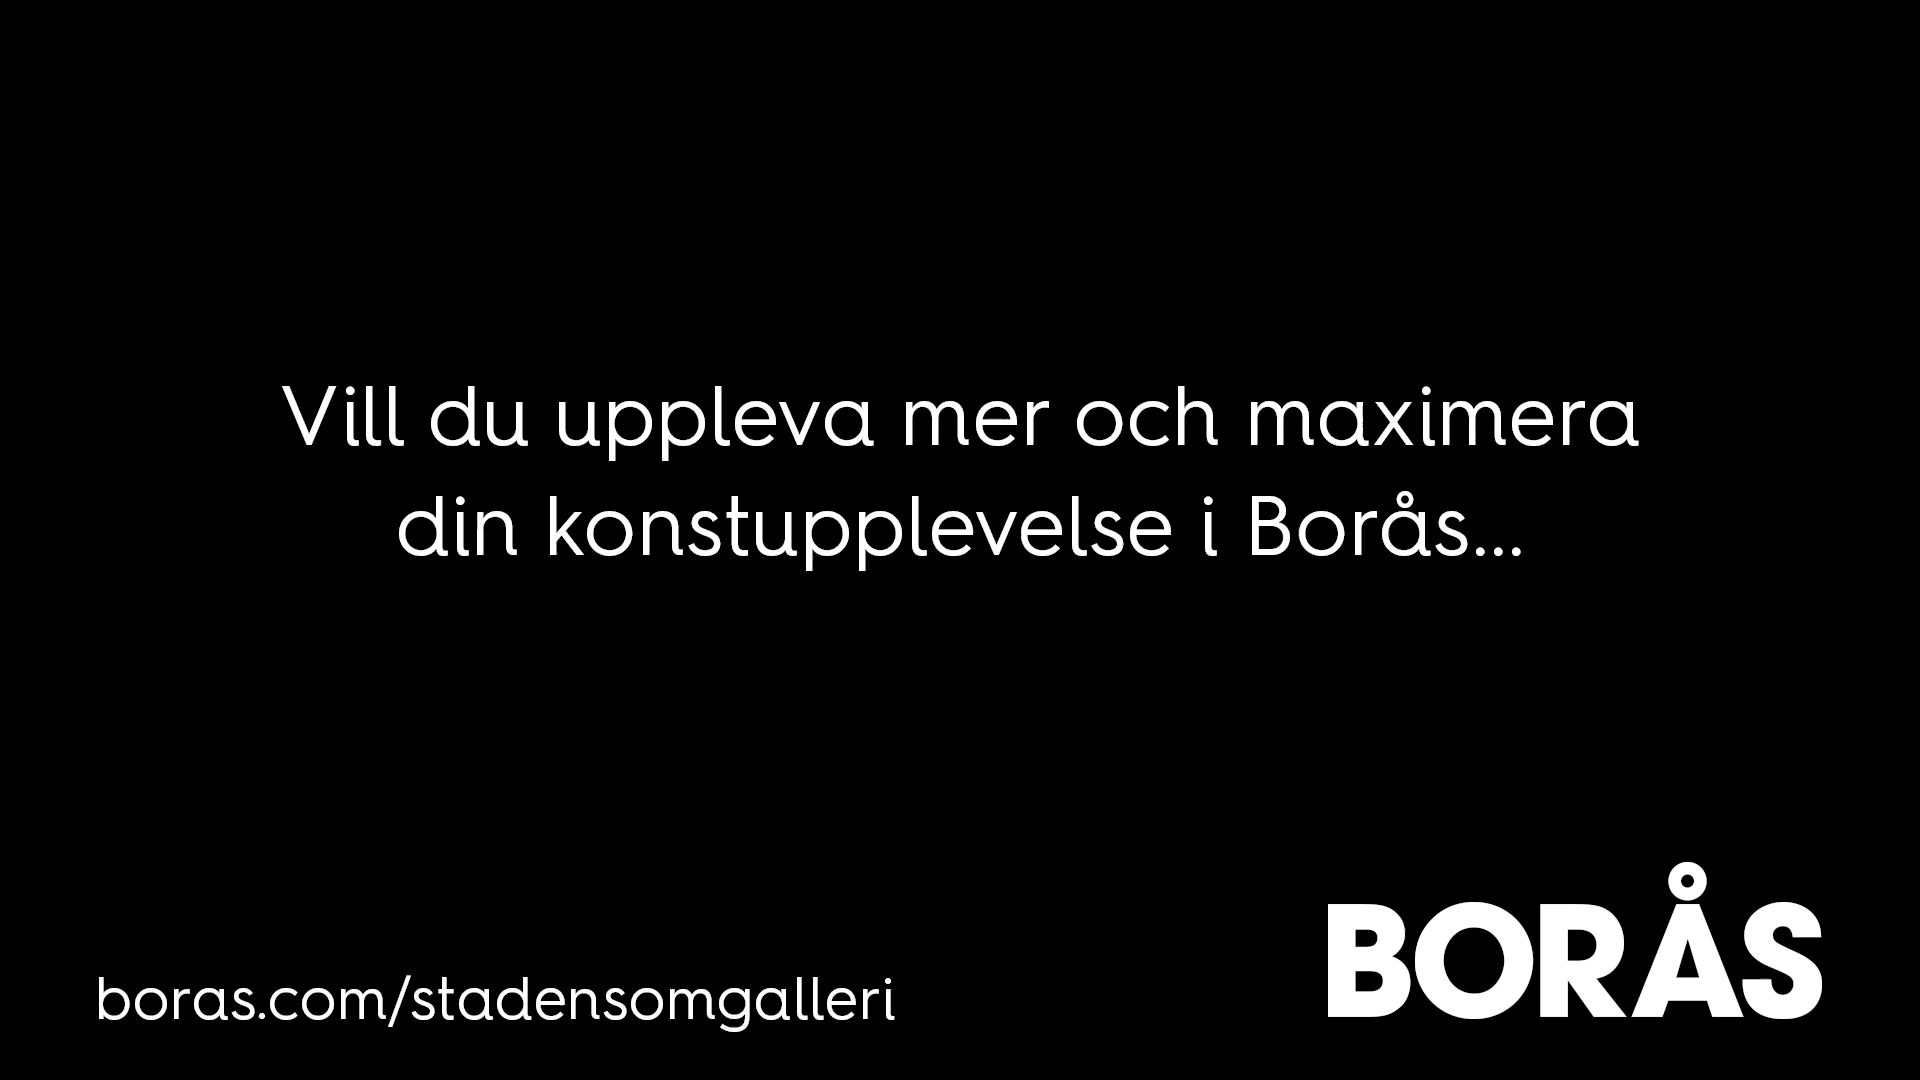 Vill du uppleva mer och maximera
din konstupplevelse i Borås...
boras.com/stadensomgalleri
BORÅS